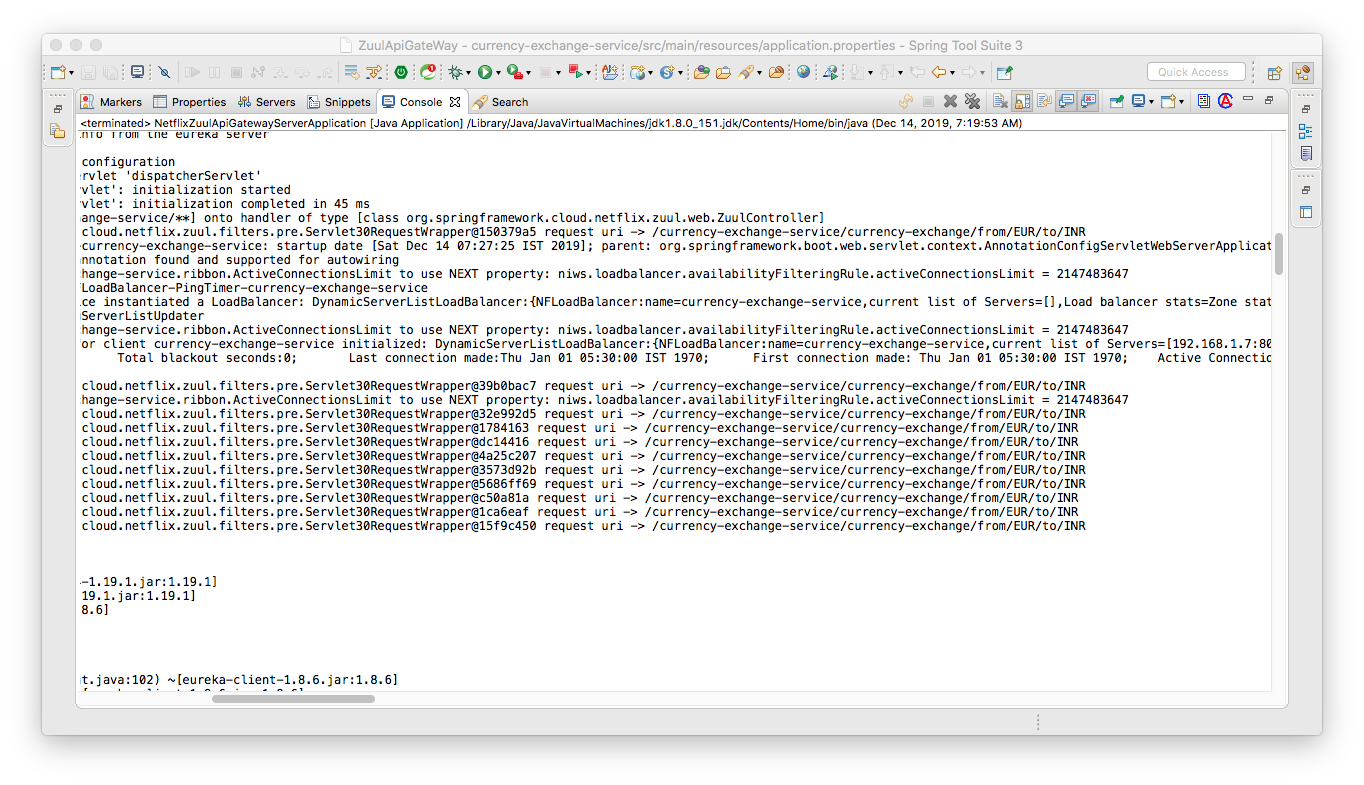 ZuulApiGateWay - currency-exchange-service/src/main/resources/application.properties - Spring Tool Suite 3
Quick Access
Markers Properties Servers Snippets Console Search
<terminated> NetflixZuulApiGatewayServerApplication [Java Application] /Library/Java/JavaVirtualMachines/jdk1.8.0_151.jdk/Contents/Home/bin/java (Dec 14, 2019, 7:19:53 AM)
info from the eureka server
configuration
ervlet 'dispatcherServlet'
vlet': initialization started
vlet': initialization completed in 45 ms
ange-service/**] onto handler of type [class org.springframework.cloud.netflix.zuul.web.ZuulController]
cloud.netflix.zuul.filters.pre.Servlet30RequestWrapper@150379a5 request uri -> /currency-exchange-service/currency-exchange/from/EUR/to/INR
currency-exchange-service: startup date [Sat Dec 14 07:27:25 IST 2019]; parent: org.springframework.boot.web.servlet.context.AnnotationConfigServletWebServerApplicat
nnotation found and supported for autowiring
hange-service.ribbon.ActiveConnectionsLimit to use NEXT property: niws.loadbalancer.availabilityFilteringRule.activeConnectionsLimit = 2147483647
LoadBalancer-PingTimer-currency-exchange-service
ice instantiated a LoadBalancer: DynamicServerListLoadBalancer:{NFLoadBalancer:name=currency-exchange-service,current list of Servers=[],Load balancer stats=Zone stat
ServerListUpdater
hange-service.ribbon.ActiveConnectionsLimit to use NEXT property: niws.loadbalancer.availabilityFilteringRule.activeConnectionsLimit = 2147483647
or client currency-exchange-service initialized: DynamicServerListLoadBalancer:{NFLoadBalancer:name=currency-exchange-service,current list of Servers=[192.168.1.7:80
Total blackout seconds:0; Last connection made:Thu Jan 01 05:30:00 IST 1970; First connection made: Thu Jan 01 05:30:00 IST 1970; Active Connectio
cloud.netflix.zuul.filters.pre.Servlet30RequestWrapper@39b0bac7 request uri -> /currency-exchange-service/currency-exchange/from/EUR/to/INR
hange-service.ribbon.ActiveConnectionsLimit to use NEXT property: niws.loadbalancer.availabilityFilteringRule.activeConnectionsLimit = 2147483647
cloud.netflix.zuul.filters.pre.Servlet30RequestWrapper@32e992d5 request uri -> /currency-exchange-service/currency-exchange/from/EUR/to/INR
cloud.netflix.zuul.filters.pre.Servlet30RequestWrapper@1784163 request uri -> /currency-exchange-service/currency-exchange/from/EUR/to/INR
cloud.netflix.zuul.filters.pre.Servlet30RequestWrapper@dc14416 request uri -> /currency-exchange-service/currency-exchange/from/EUR/to/INR
cloud.netflix.zuul.filters.pre.Servlet30RequestWrapper@4a25c207 request uri -> /currency-exchange-service/currency-exchange/from/EUR/to/INR
cloud.netflix.zuul.filters.pre.Servlet30RequestWrapper@3573d92b request uri -> /currency-exchange-service/currency-exchange/from/EUR/to/INR
cloud.netflix.zuul.filters.pre.Servlet30RequestWrapper@5686ff69 request uri -> /currency-exchange-service/currency-exchange/from/EUR/to/INR
cloud.netflix.zuul.filters.pre.Servlet30RequestWrapper@c50a81a request uri -> /currency-exchange-service/currency-exchange/from/EUR/to/INR
cloud.netflix.zuul.filters.pre.Servlet30RequestWrapper@1ca6eaf request uri -> /currency-exchange-service/currency-exchange/from/EUR/to/INR
cloud.netflix.zuul.filters.pre.Servlet30RequestWrapper@15f9c450 request uri -> /currency-exchange-service/currency-exchange/from/EUR/to/INR
-1.19.1.jar:1.19.1]
19.1.jar:1.19.1]
8.6]
t.java:102) ~[eureka-client-1.8.6.jar:1.8.6]